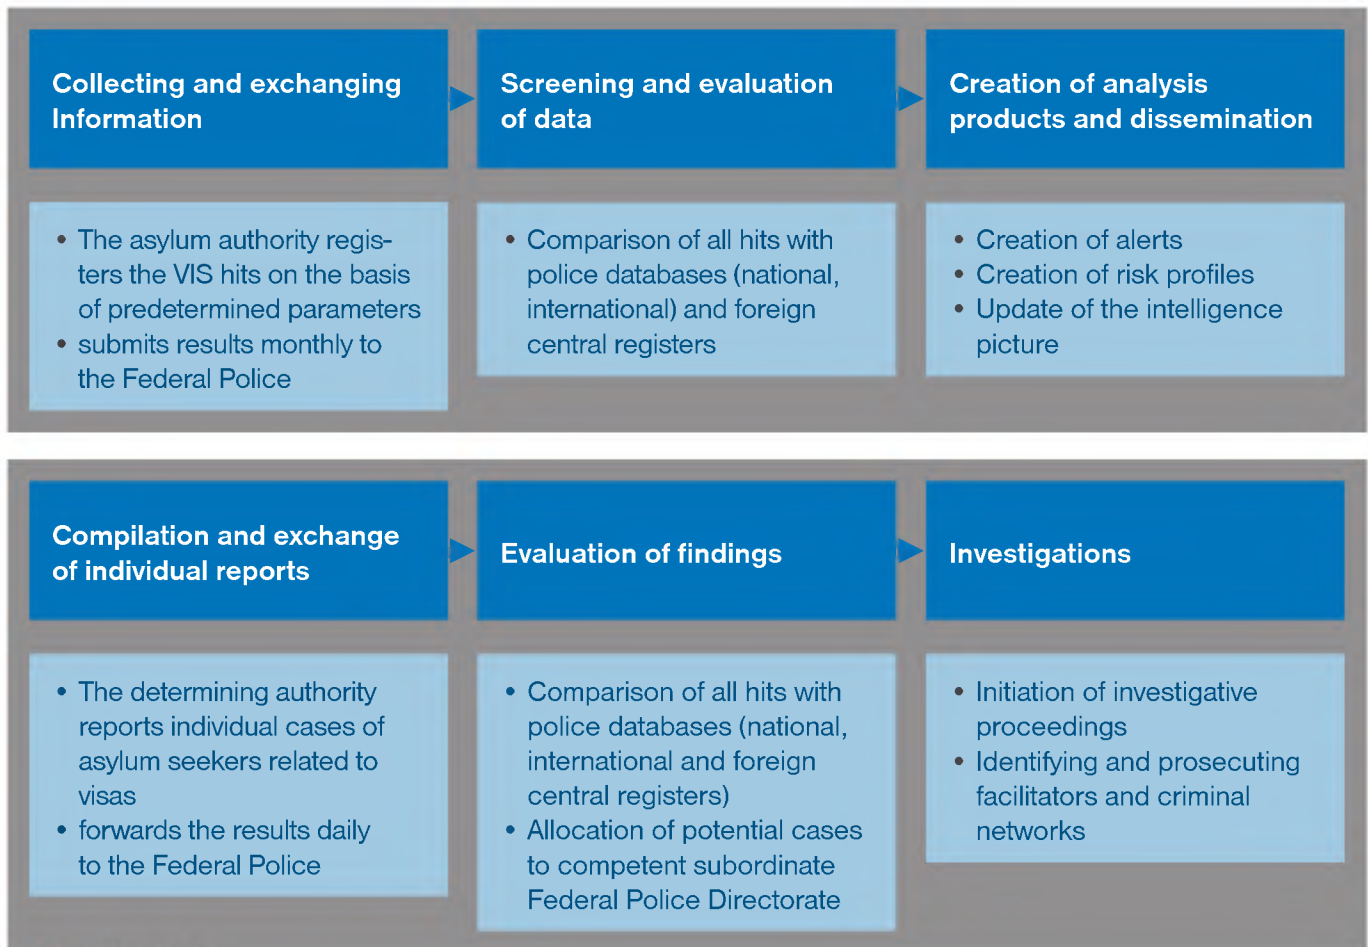 Collecting and exchanging
Information
Screening and evaluation
of data
Creation of analysis
products and dissemination
• The asylum authority regis-
ters the VIS hits on the basis
of predetermined parameters
• submits results monthly to
the Federal Police
• Comparison of all hits with
police databases (national,
international) and foreign
central registers
• Creation of alerts
• Creation of risk profiles
• Update of the intelligence
picture
Compilation and exchange
of individual reports
Evaluation of findings
Investigations
• The determining authority
reports individual cases of
asylum seekers related to
visas
• forwards the results daily
to the Federal Police
• Comparison of all hits with
police databases (national,
international and foreign
central registers)
• Allocation of potential cases
to competent subordinate
Federal Police Directorate
• Initiation of investigative
proceedings
• Identifying and prosecuting
facilitators and criminal
networks